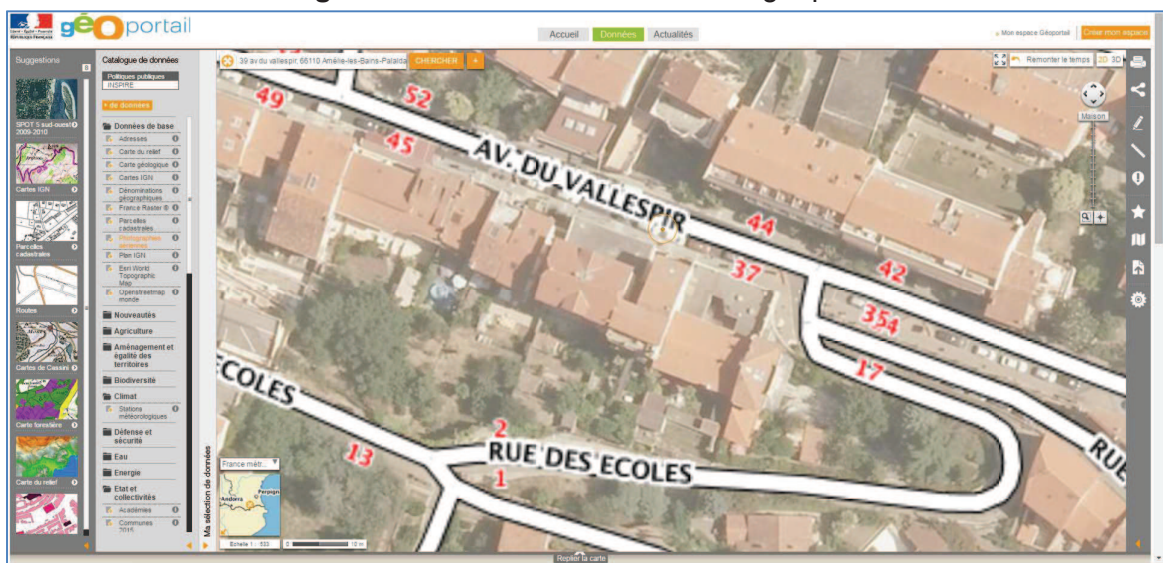 géOportail
Accueil
Données
Actualités
Mon espace Géoportail
Créer mon espace
Suggestions
SPOT 5 sud-ouest
2009-2010
Cartes IGN
Parcelles
cadastrales
Routes
Cartes de Cassini
Carte forestière
Carte du relief
Catalogue de données
Politiques publiques
INSPIRE
+ de données
Données de base
Adresses
Carte du relief
Carte géologique
Cartes IGN
Dénominations
géographiques
France Raster ®
Parcelles
cadastrales
Photographies
aériennes
Plan IGN
Esri World
Topographic
Map
Openstreetmap
monde
Nouveautés
Agriculture
Aménagement et
égalité des
territoires
Biodiversité
Climat
Stations
météorologiques
Défense et
sécurité
Eau
Energie
Etat et
collectivités
Académies
Communes
2015
Ma sélection de données
39 av du vallespir, 66110 Amélie-les-Bains-Palalda
CHERCHER
+
Remonter le temps
2D 3D
Maison
49
52
45
AV. DU VALLESPIR
44
37
42
17
ECOLES
13
2
RUE DES ECOLES
1
RUE
France métr...
Andorra
Perpign
Echelle 1 : 533
0
10 m
Replier la carte